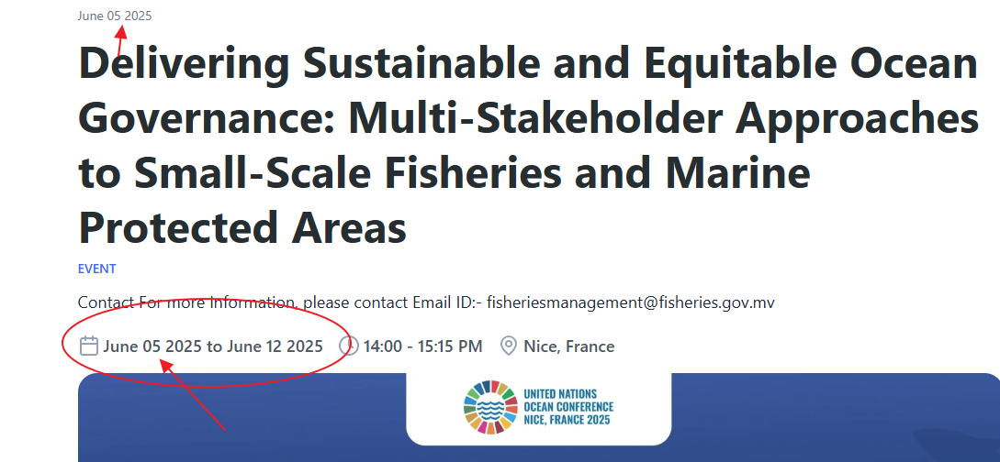 June 05 2025
Delivering Sustainable and Equitable Ocean
Governance: Multi-Stakeholder Approaches
to Small-Scale Fisheries and Marine
Protected Areas
EVENT
Contact For more Information, please contact Email ID:- fisheriesmanagement@fisheries.gov.mv
June 05 2025 to June 12 2025 14:00 - 15:15 PM Nice, France
UNITED NATIONS
OCEAN CONFERENCE
NICE, FRANCE 2025